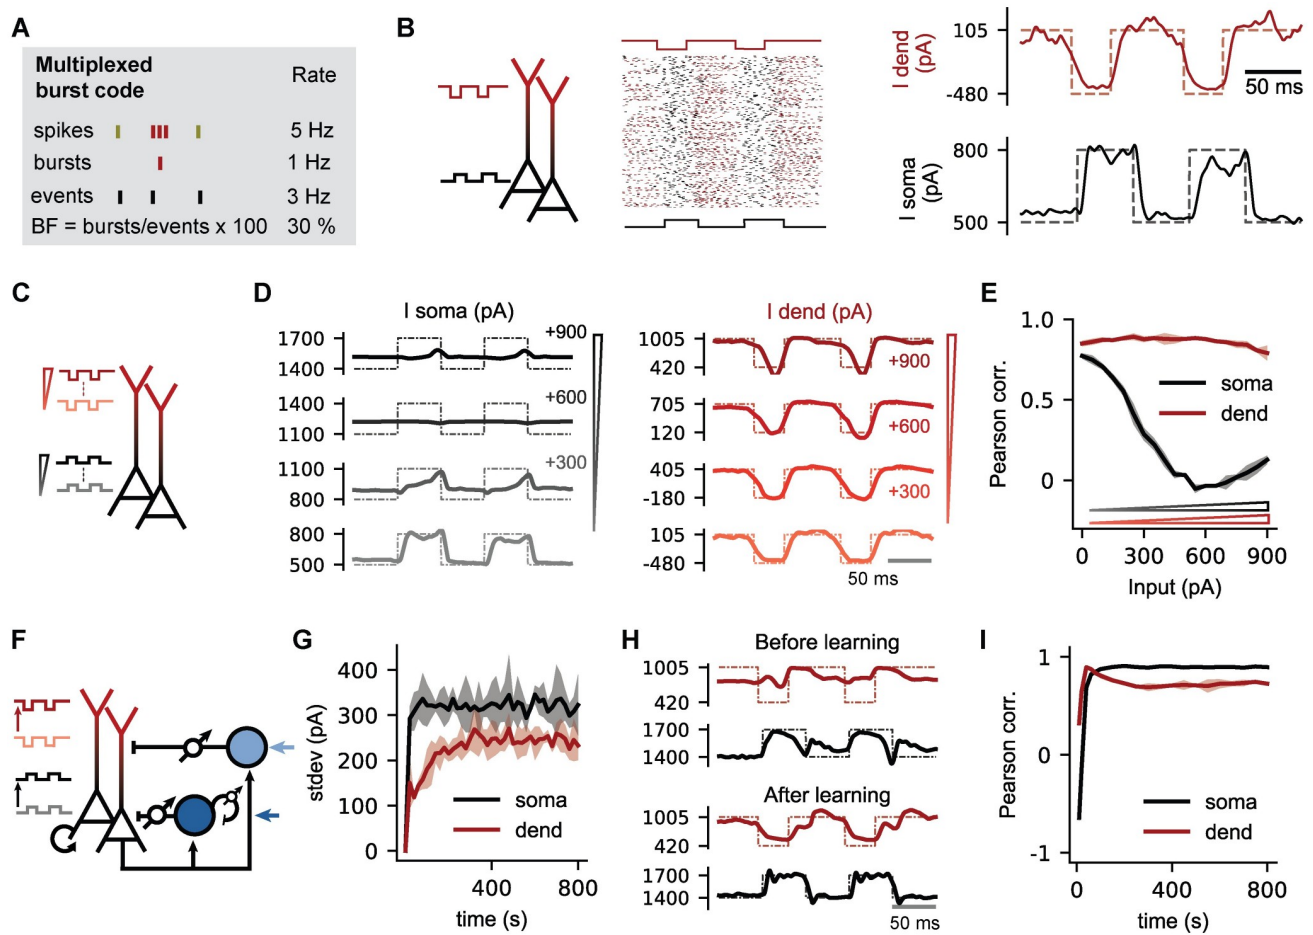 A
Multiplexed
burst code
Rate
spikes
5 Hz
bursts
1 Hz
events
3 Hz
BF = bursts/events x 100
30 %
B
I dend
(pA)
105
-480
50 ms
I soma
(pA)
800
500
C
D
I soma (pA)
1700
1400
+900
1400
1100
+600
1100
800
+300
800
500
I dend (pA)
1005
420
+900
705
120
+600
405
-180
+300
105
-480
50 ms
E
Pearson corr.
1.0
0.5
0
soma
dend
0
300
600
900
Input (pA)
F
G
stdev (pA)
400
300
200
100
0
soma
dend
400
800
time (s)
H
Before learning
1005
420
1700
1400
After learning
1005
420
1700
1400
50 ms
I
Pearson corr.
1
0
-1
soma
dend
0
400
800
time (s)